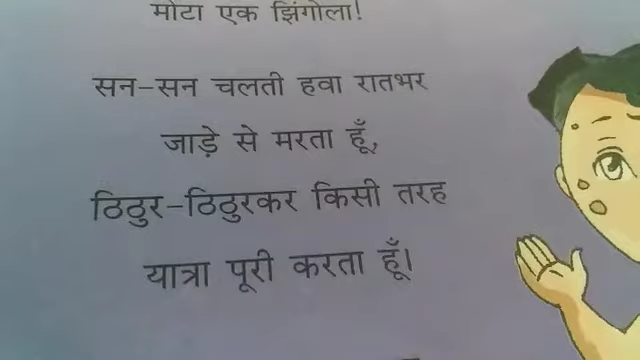 मोटा एक झिंगोला!
सन-सन चलती हवा रातभर
जाड़े से मरता हूँ,
ठिठुर-ठिठुरकर किसी तरह
यात्रा पूरी करता हूँ।